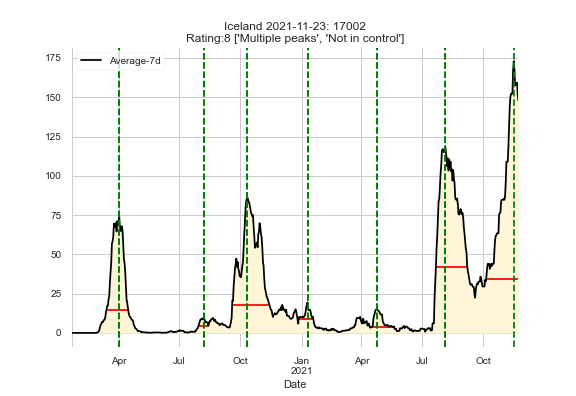 Iceland 2021-11-23: 17002
Rating:8 ['Multiple peaks', 'Not in control']
Average-7d
175
150
125
100
75
50
25
0
Apr Jul Oct Jan Apr Jul Oct
2021
Date